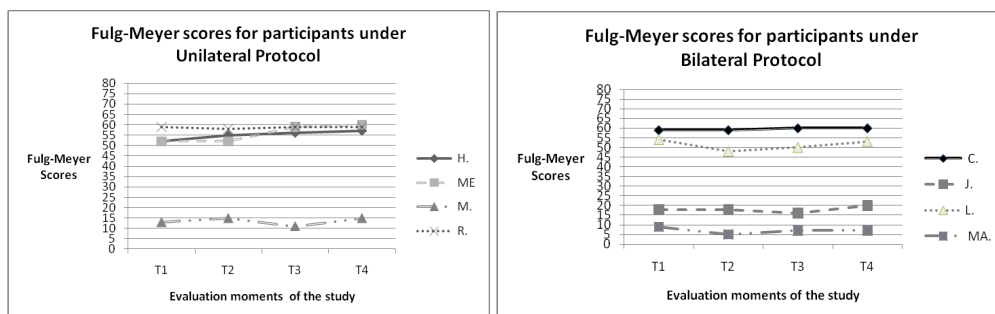 Fulg-Meyer scores for participants under
Unilateral Protocol
80
75
70
65
60
55
50
45
40
35
30
25
20
15
10
5
0
Fulg-Meyer
Scores
T1 T2 T3 T4
Evaluation moments of the study
H.
ME
M.
R.
Fulg-Meyer scores for participants under
Bilateral Protocol
80
75
70
65
60
55
50
45
40
35
30
25
20
15
10
5
0
Fulg-Meyer
Scores
T1 T2 T3 T4
Evaluation moments of the study
C.
J.
L.
MA.